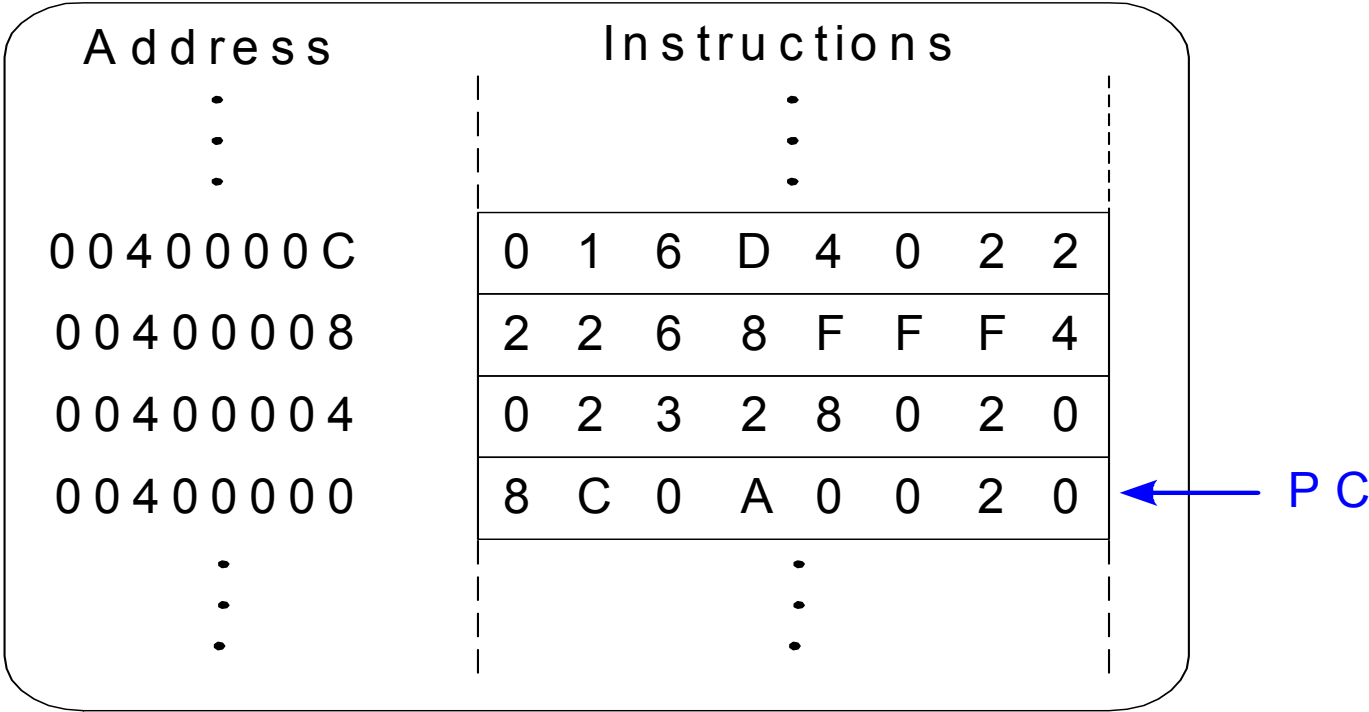 Address Instructions
0040000C 0 1 6 D 4 0 2 2
00400008 2 2 6 8 F F F 4
00400004 0 2 3 2 8 0 2 0
00400000 8 C 0 A 0 0 2 0 PC